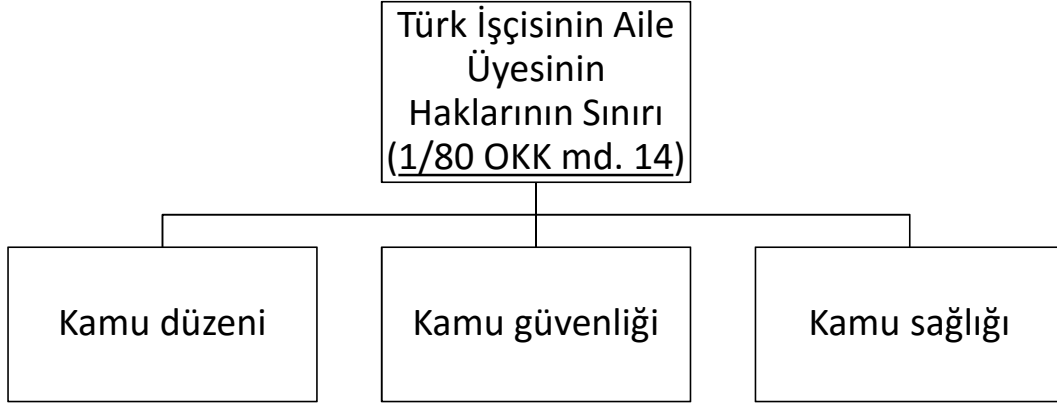 Türk İşçisinin Aile
Üyesinin
Haklarının Sınırı
(1/80 OKK md. 14)
Kamu düzeni
Kamu güvenliği
Kamu sağlığı